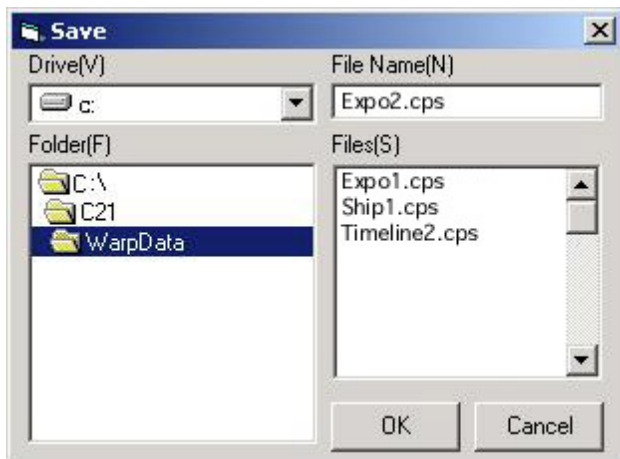 Save
Drive(V)
c:
Folder(F)
C:\
C21
WarpData
File Name(N)
Expo2.cps
Files(S)
Expo1.cps
Ship1.cps
Timeline2.cps
OK
Cancel